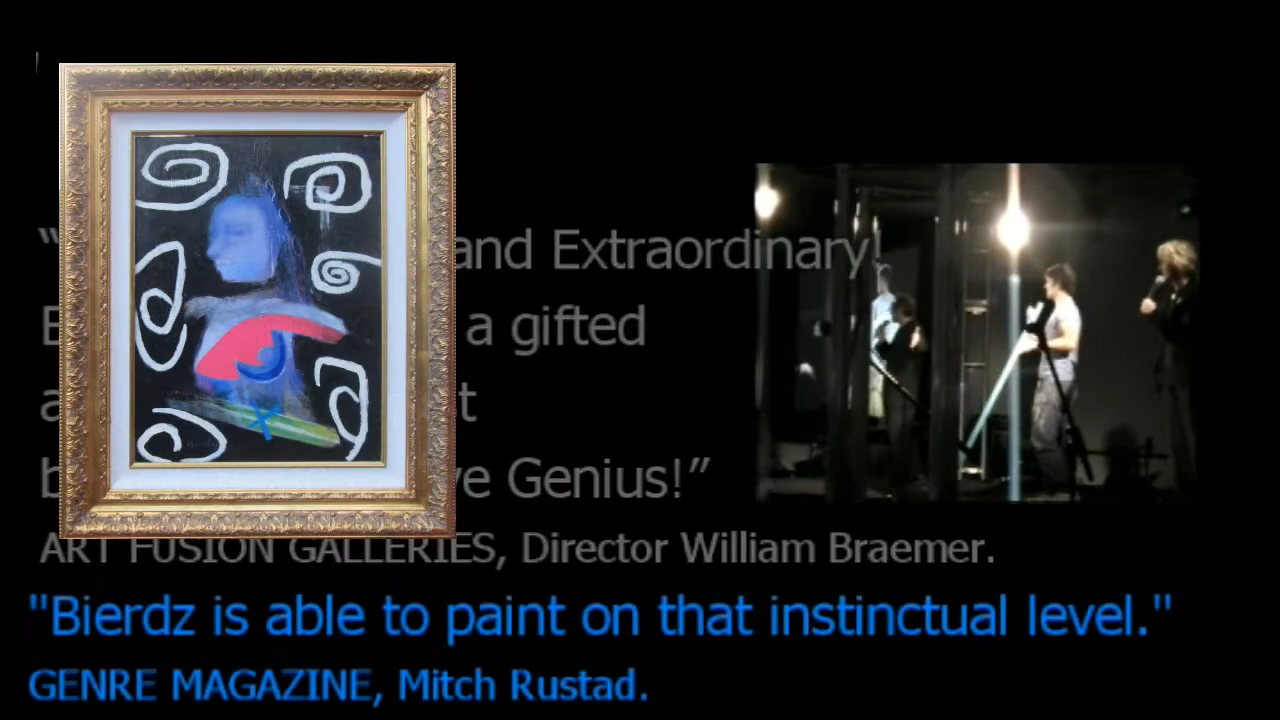 “ and Extraordinary!
a gifted
Genius!”
ART FUSION GALLERIES, Director William Braemer.
"Bierdz is able to paint on that instinctual level."
GENRE MAGAZINE, Mitch Rustad.